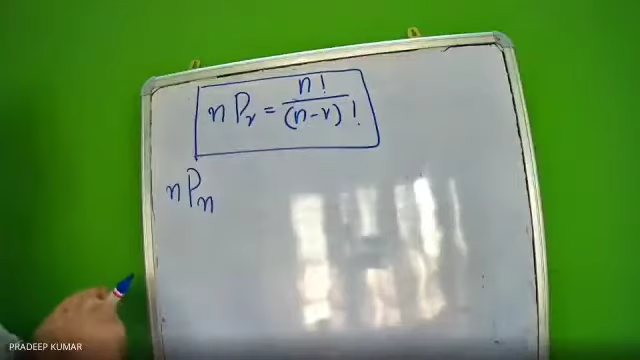 nPr = n! / (n-r)!
nPn
PRADEEP KUMAR